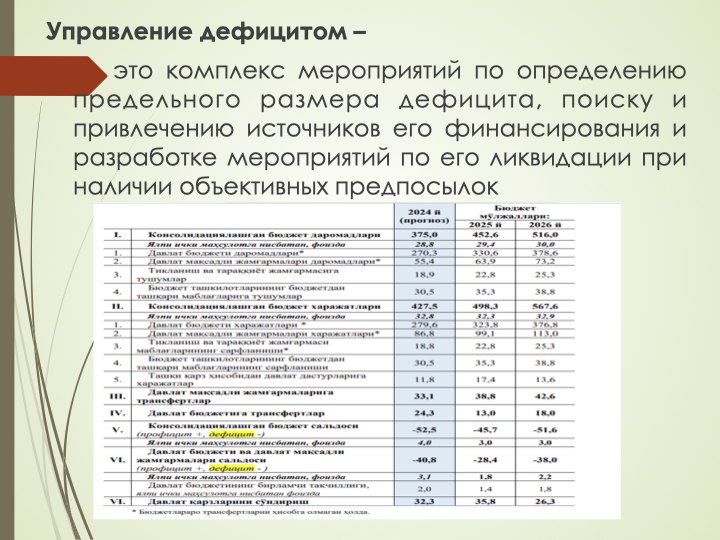 Управление дефицитом –
это комплекс мероприятий по определению
предельного размера дефицита, поиску и
привлечению источников его финансирования и
разработке мероприятий по его ликвидации при
наличии объективных предпосылок
2024 й (прогноз) Бюджет мўлжаллари:
2025 й 2026 й
I. Консолидациялашган бюджет даромадлари 375,0 452,6 516,0
Ялпи ички маҳсулотга нисбатан, фоизда 28,8 29,4 30,0
1. Давлат бюджети даромадлари* 270,3 330,6 378,6
2. Давлат мақсадли жамғармалари даромадлари* 55,4 63,9 73,2
3. Тикланиш ва тараққиёт жамғармасига
тушумлар 18,9 22,8 25,3
4. Бюджет ташкилотларининг бюджетдан
ташқари маблағларига тушумлар 30,5 35,3 38,8
II. Консолидациялашган бюджет харажатлари 427,5 498,3 567,6
Ялпи ички маҳсулотга нисбатан, фоизда 32,8 32,3 32,9
1. Давлат бюджети харажатлари * 279,6 323,8 376,8
2. Давлат мақсадли жамғармалари харажатлари* 86,8 99,1 113,0
3. Тикланиш ва тараққиёт жамғармаси
маблағларининг сарфланиши* 18,8 22,8 25,3
4. Бюджет ташкилотларининг бюджетдан
ташқари маблағларининг сарфланиши 30,5 35,3 38,8
5. Ташқи қарз ҳисобидан давлат дастурларига
харажатлар 11,8 17,4 13,6
III. Давлат мақсадли жамғармаларига
трансфертлар 33,1 38,8 42,6
IV. Давлат бюджетига трансфертлар 24,3 13,0 18,0
V. Консолидациялашган бюджет сальдоси
(профицит +, дефицит -) -52,5 -45,7 -51,6
Ялпи ички маҳсулотга нисбатан, фоизда 4,0 3,0 3,0
VI. Давлат бюджети ва давлат мақсадли
жамғармалари сальдоси
(профицит +, дефицит - ) -40,8 -28,4 -38,0
Ялпи ички маҳсулотга нисбатан, фоизда 3,1 1,8 2,2
Давлат бюджетининг бирламчи тақчиллиги,
ялпи ички маҳсулотга нисбатан фоизда 2,0 1,4 1,8
VI. Давлат қарзларини сўндириш 32,3 35,8 26,3
* Бюджетлараро трансфертларни ҳисобга олмаган ҳолда.